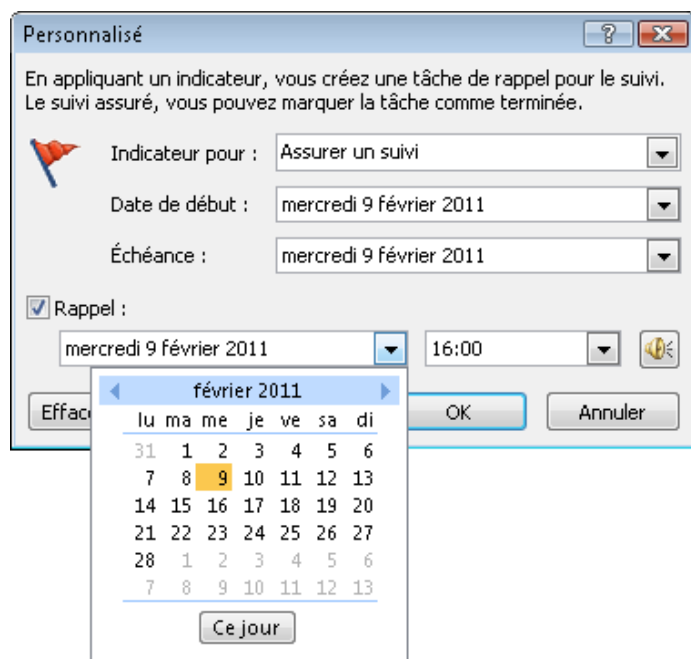 Personnalisé
En appliquant un indicateur, vous créez une tâche de rappel pour le suivi.
Le suivi assuré, vous pouvez marquer la tâche comme terminée.
Indicateur pour : Assurer un suivi
Date de début : mercredi 9 février 2011
Échéance : mercredi 9 février 2011
Rappel :
mercredi 9 février 2011 16:00
février 2011
Effac OK Annuler
lu ma me je ve sa di
31 1 2 3 4 5 6
7 8 9 10 11 12 13
14 15 16 17 18 19 20
21 22 23 24 25 26 27
28 1 2 3 4 5 6
7 8 9 10 11 12 13
Ce jour